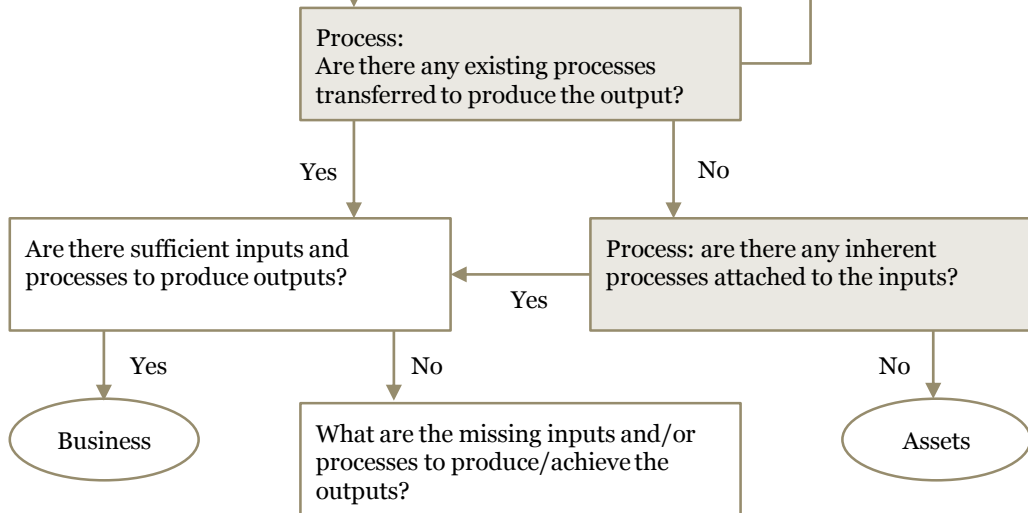 Process:
Are there any existing processes
transferred to produce the output?
Yes
No
Are there sufficient inputs and
processes to produce outputs?
Process: are there any inherent
processes attached to the inputs?
Yes
Yes
No
No
Business
What are the missing inputs and/or
processes to produce/achieve the
outputs?
Assets